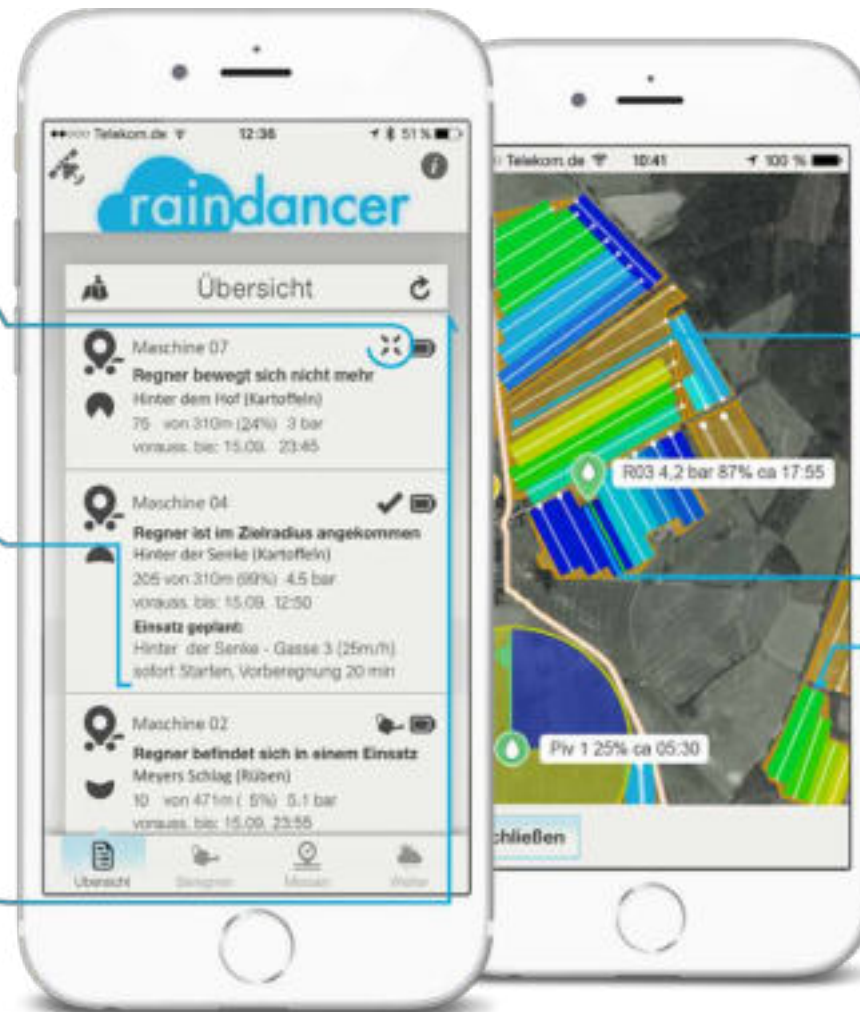 Telekom.de 12:36 51 %
raindancer
Übersicht
Maschine 07
Regner bewegt sich nicht mehr
Hinter dem Hof (Kartoffeln)
75 von 310m (24%) 3 bar
vorauss. bis: 15.09. 23:45
Maschine 04
Regner ist im Zielradius angekommen
Hinter der Senke (Kartoffeln)
205 von 310m (99%) 4.5 bar
vorauss. bis: 15.09. 12:50
Einsatz geplant:
Hinter der Senke - Gasse 3 (25m/h)
sofort Starten, Vorberegnung 20 min
Maschine 02
Regner befindet sich in einem Einsatz
Meyers Schlag (Rüben)
10 von 471m ( 5%) 5.1 bar
vorauss. bis: 15.09. 23:55
Übersicht Beregner Wetter
Telekom.de 10:41 100 %
R03 4,2 bar 87% ca 17:55
Piv 1 25% ca 05:30
chließen